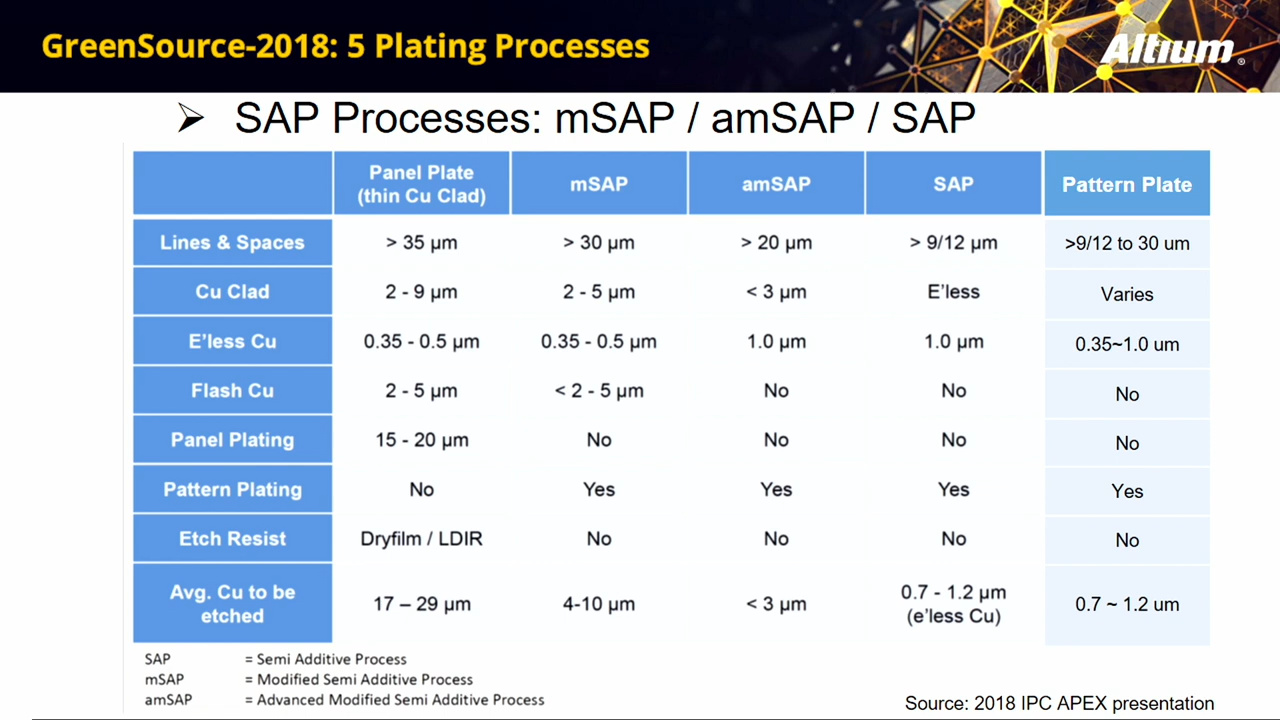 GreenSource-2018: 5 Plating Processes
Altium®
➢ SAP Processes: mSAP / amSAP / SAP
Panel Plate (thin Cu Clad) mSAP amSAP SAP Pattern Plate
Lines & Spaces > 35 µm > 30 µm > 20 µm > 9/12 µm >9/12 to 30 um
Cu Clad 2 - 9 µm 2 - 5 µm < 3 µm E'less Varies
E'less Cu 0.35 - 0.5 µm 0.35 - 0.5 µm 1.0 µm 1.0 µm 0.35~1.0 um
Flash Cu 2 - 5 µm < 2 - 5 µm No No No
Panel Plating 15 - 20 µm No No No No
Pattern Plating No Yes Yes Yes Yes
Etch Resist Dryfilm / LDIR No No No No
Avg. Cu to be etched 17 – 29 µm 4-10 µm < 3 µm 0.7 - 1.2 µm (e'less Cu) 0.7 ~ 1.2 um
SAP = Semi Additive Process
mSAP = Modified Semi Additive Process
amSAP = Advanced Modified Semi Additive Process
Source: 2018 IPC APEX presentation